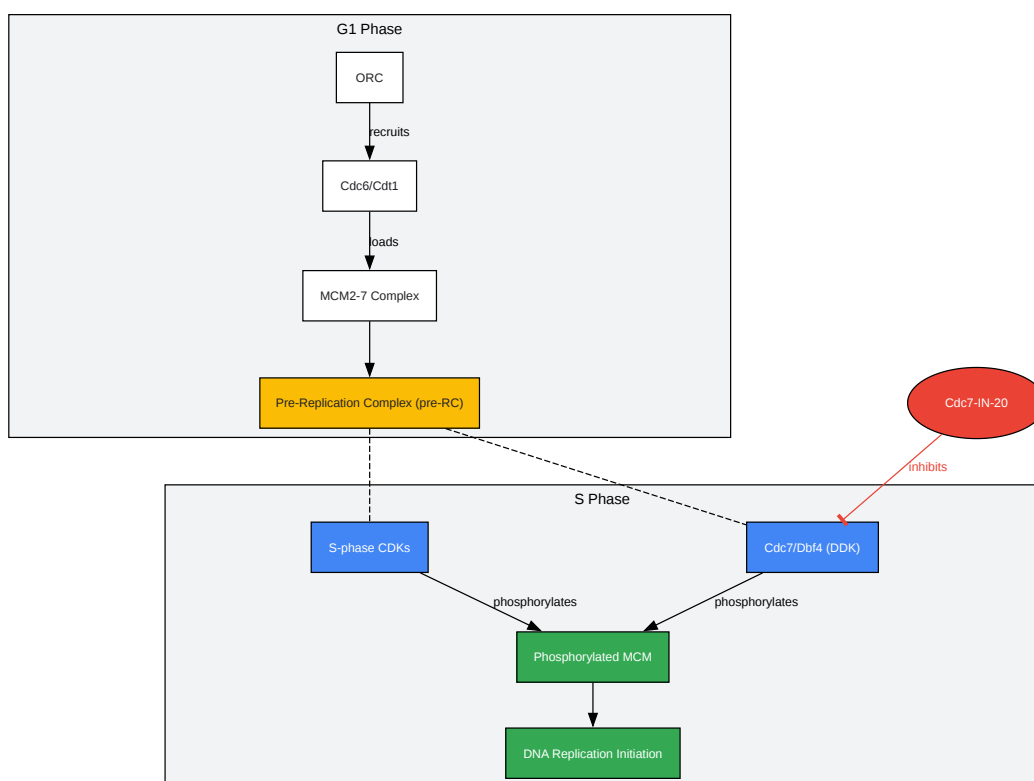 G1 Phase
ORC
recruits
Cdc6/Cdt1
loads
MCM2-7 Complex
Pre-Replication Complex (pre-RC)
Cdc7-IN-20
inhibits
S Phase
S-phase CDKs
Cdc7/Dbf4 (DDK)
phosphorylates
phosphorylates
Phosphorylated MCM
DNA Replication Initiation